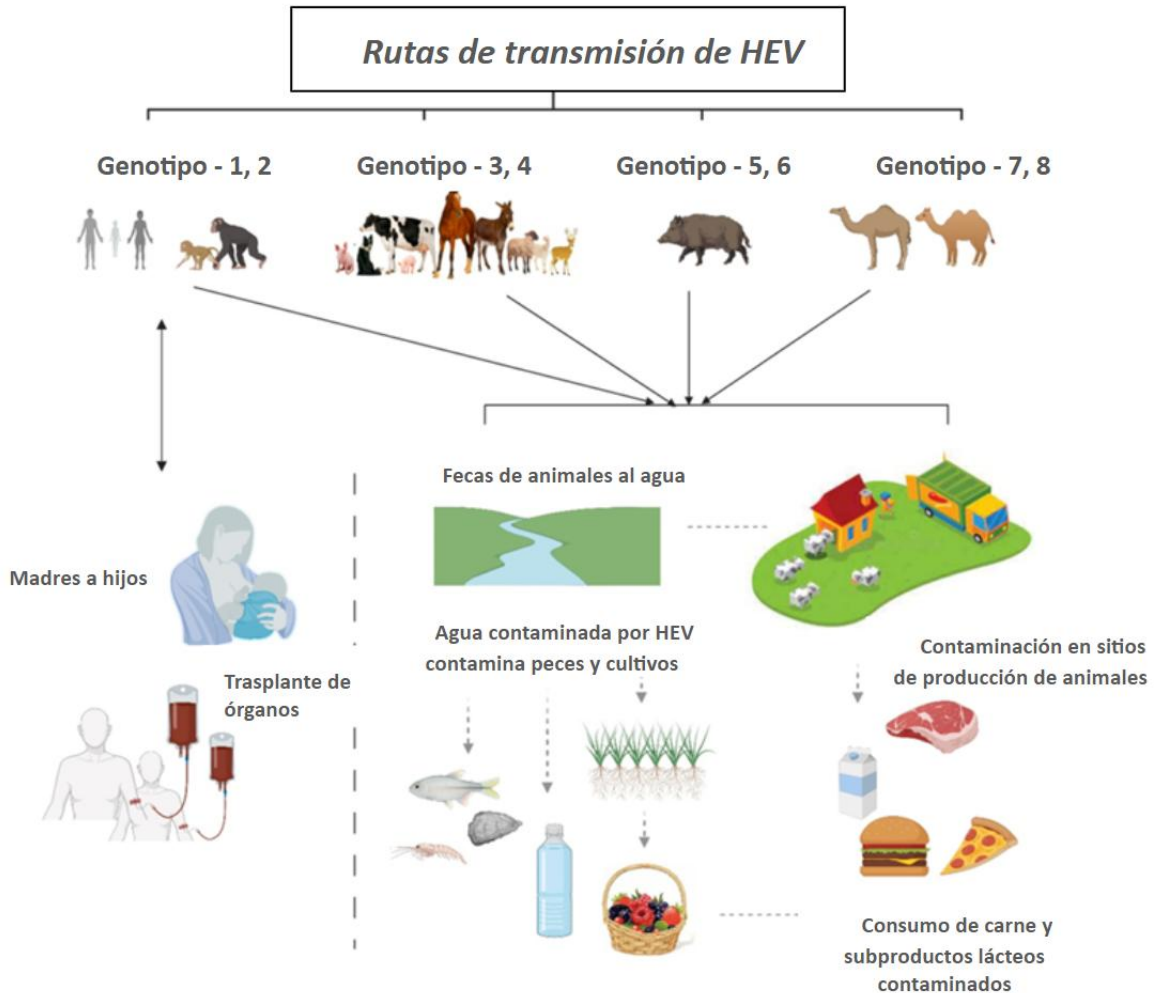 Rutas de transmisión de HEV
Genotipo - 1, 2
Genotipo - 3, 4
Genotipo - 5, 6
Genotipo - 7, 8
Madres a hijos
Trasplante de
órganos
Fecas de animales al agua
Agua contaminada por HEV
contamina peces y cultivos
Contaminación en sitios
de producción de animales
Consumo de carne y
subproductos lácteos
contaminados